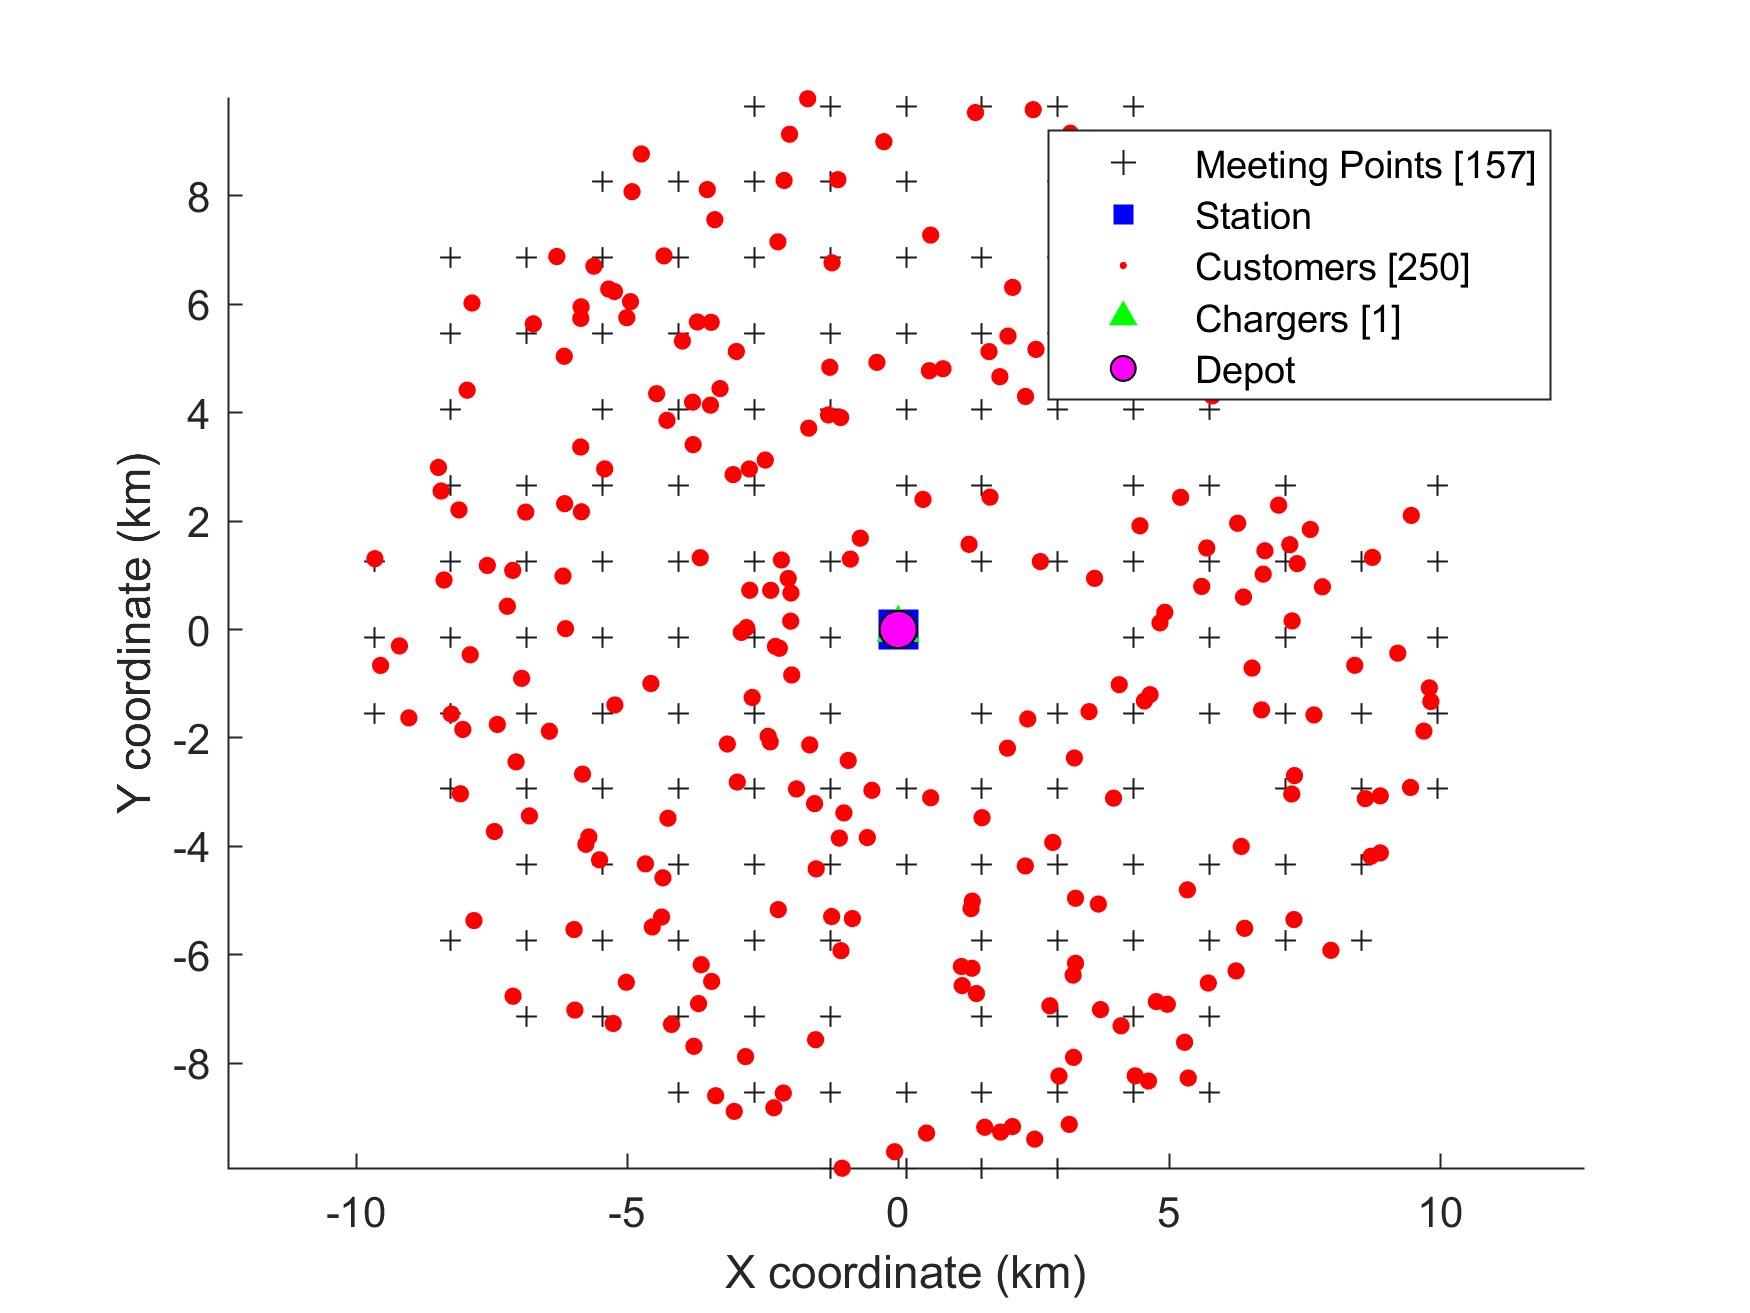 Meeting Points [157]
Station
Customers [250]
Chargers [1]
Depot
8
6
4
2
0
-2
-4
-6
-8
Y coordinate (km)
-10 -5 0 5 10
X coordinate (km)